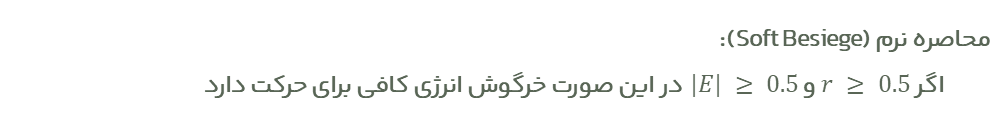 محاصره نرم (Soft Besiege):
اگر r ≥ 0.5 و |E| ≥ 0.5 در این صورت خرگوش انرژی کافی برای حرکت دارد